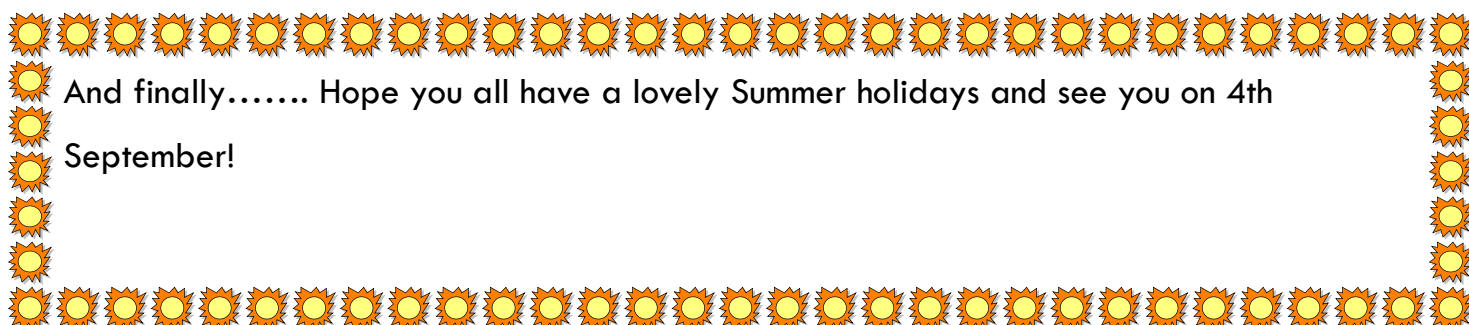 And finally....... Hope you all have a lovely Summer holidays and see you on 4th
September!